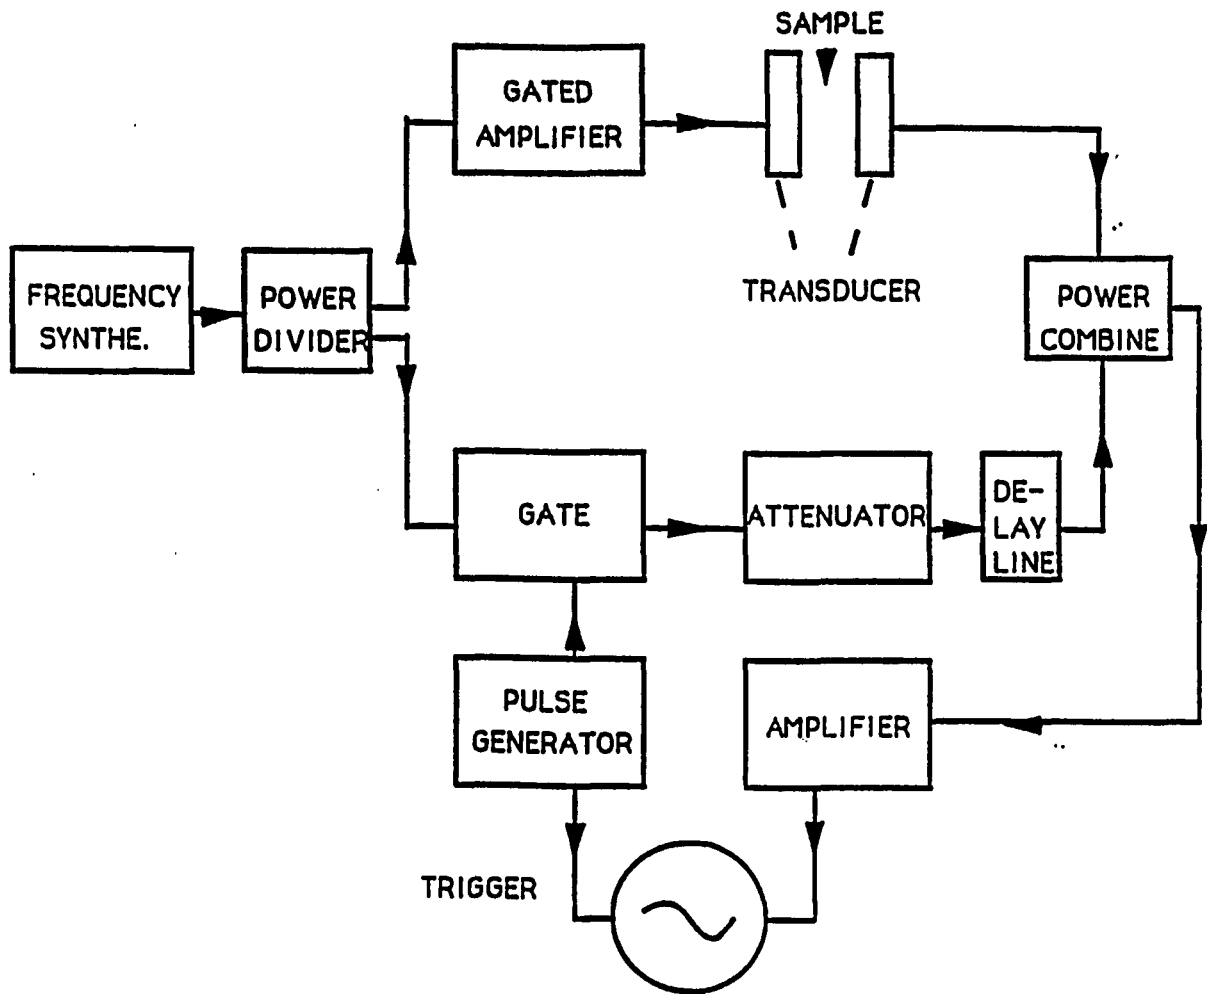 SAMPLE
GATED
AMPLIFIER
TRANSDUCER
FREQUENCY
SYNTHE.
POWER
DIVIDER
POWER
COMBINE
GATE
ATTENUATOR
DE-
LAY
LINE
PULSE
GENERATOR
AMPLIFIER
TRIGGER